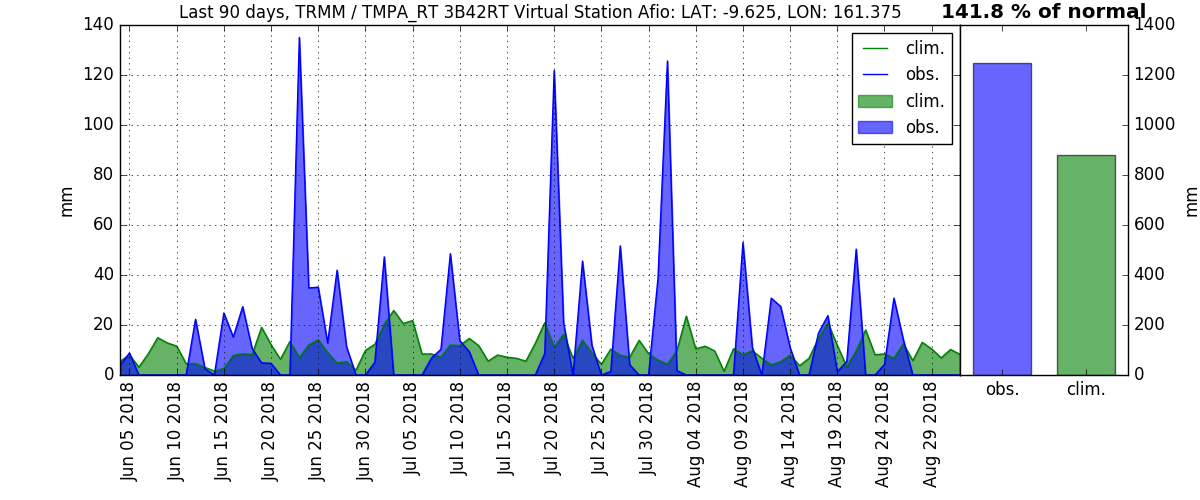 Last 90 days, TRMM / TMPA_RT 3B42RT Virtual Station Afio: LAT: -9.625, LON: 161.375
141.8 % of normal
140
120
100
80
60
40
20
0
mm
clim.
obs.
clim.
obs.
1400
1200
1000
800
600
400
200
0
mm
Jun 05 2018
Jun 10 2018
Jun 15 2018
Jun 20 2018
Jun 25 2018
Jun 30 2018
Jul 05 2018
Jul 10 2018
Jul 15 2018
Jul 20 2018
Jul 25 2018
Jul 30 2018
Aug 04 2018
Aug 09 2018
Aug 14 2018
Aug 19 2018
Aug 24 2018
Aug 29 2018
obs.
clim.